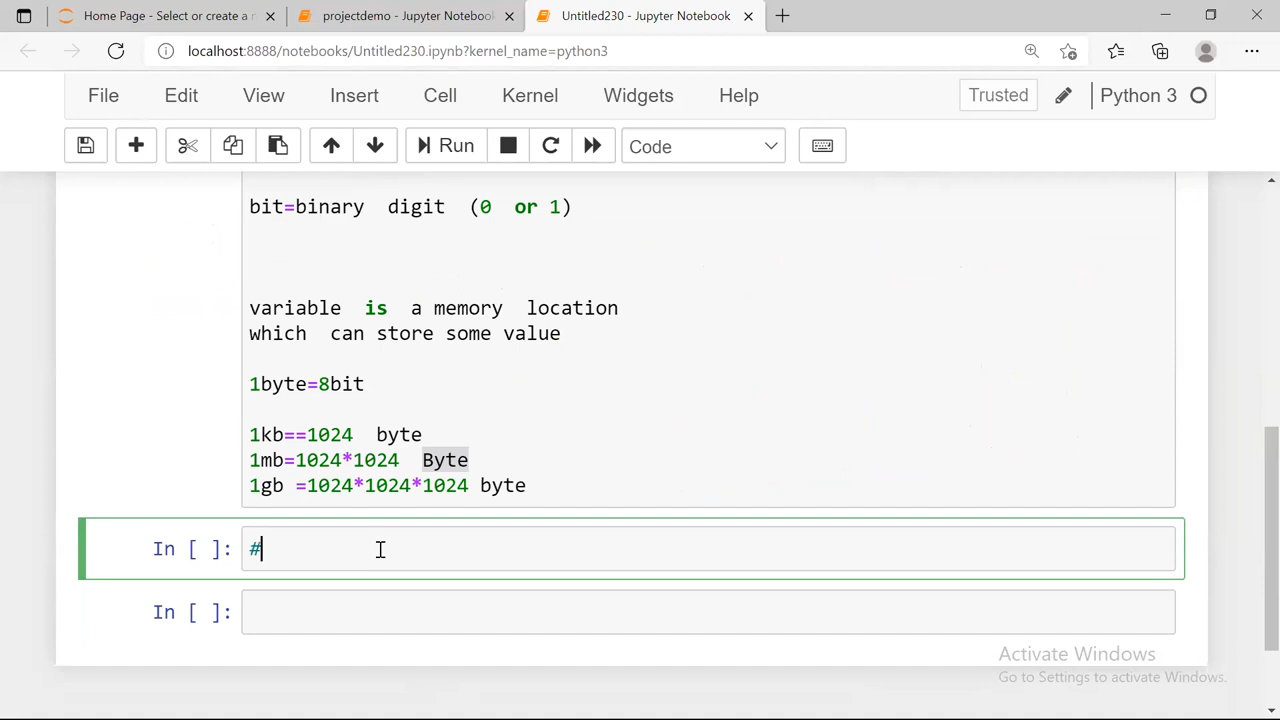 Home Page - Select or create a n
projectdemo - Jupyter Notebook
Untitled230 - Jupyter Notebook
localhost:8888/notebooks/Untitled230.ipynb?kernel_name=python3
File Edit View Insert Cell Kernel Widgets Help Trusted Python 3
Run Code
bit=binary  digit  (0  or 1)
variable  is  a memory  location
which  can store some value
1byte=8bit
1kb==1024  byte
1mb=1024*1024  Byte
1gb =1024*1024*1024 byte
In [ ]: #
In [ ]:
Activate Windows
Go to Settings to activate Windows.